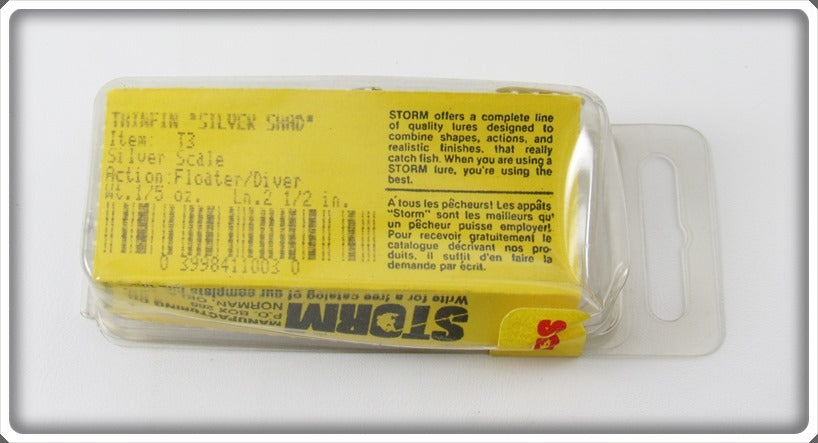 THINFIN "SILVER SHAD"
Item: T3
Silver Scale
Action:Floater/Diver
Wt.1/5 oz. Ln.2 1/2 in.
0 3998411003 0
STORM offers a complete line
of quality lures designed to
combine shapes, actions, and
realistic finishes, that really
catch fish. When you are using a
STORM lure, you're using the
best.
A' tous les pêcheurs! Les appâts
"Storm" sont les meilleurs qu'
un pêcheur puisse employer!
Pour recevoir gratuitement le
catalogue décrivant nos pro-
duits, il suffit d'en faire la
demande par écrit.
STORM
MANUFACTURING
P.O. BOX
NORMAN,
Write for a free catalog of our complete